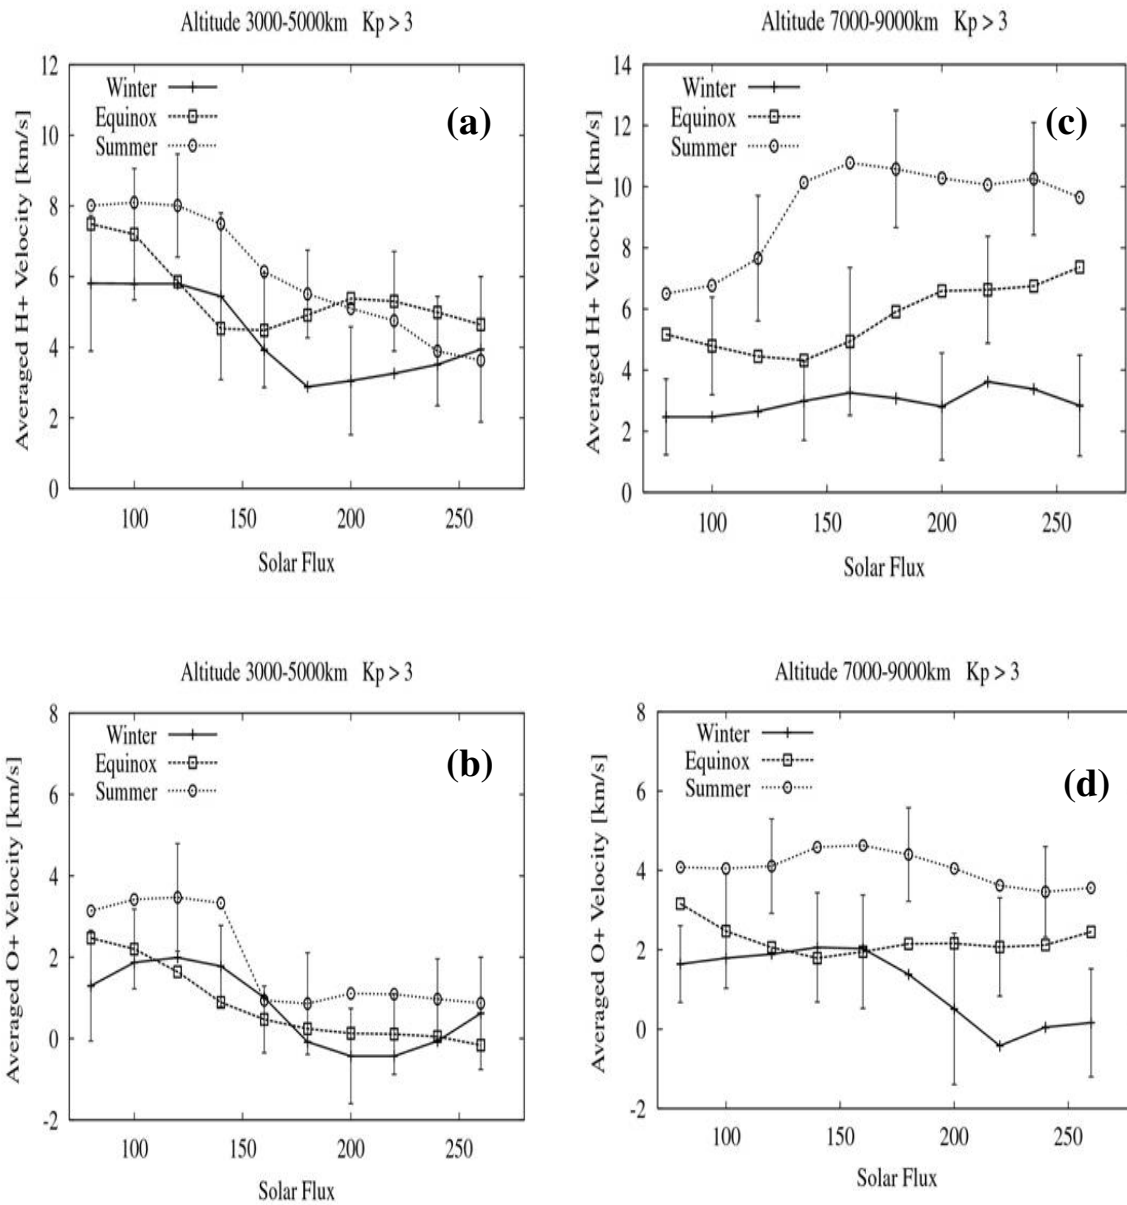 Altitude 3000-5000km Kp > 3
Averaged H+ Velocity [km/s]
12
10
8
6
4
2
0
Winter
Equinox
Summer
(a)
100 150 200 250
Solar Flux
Altitude 7000-9000km Kp > 3
Averaged H+ Velocity [km/s]
14
12
10
8
6
4
2
0
Winter
Equinox
Summer
(c)
100 150 200 250
Solar Flux
Altitude 3000-5000km Kp > 3
Averaged O+ Velocity [km/s]
8
6
4
2
0
-2
Winter
Equinox
Summer
(b)
100 150 200 250
Solar Flux
Altitude 7000-9000km Kp > 3
Averaged O+ Velocity [km/s]
8
6
4
2
0
-2
Winter
Equinox
Summer
(d)
100 150 200 250
Solar Flux